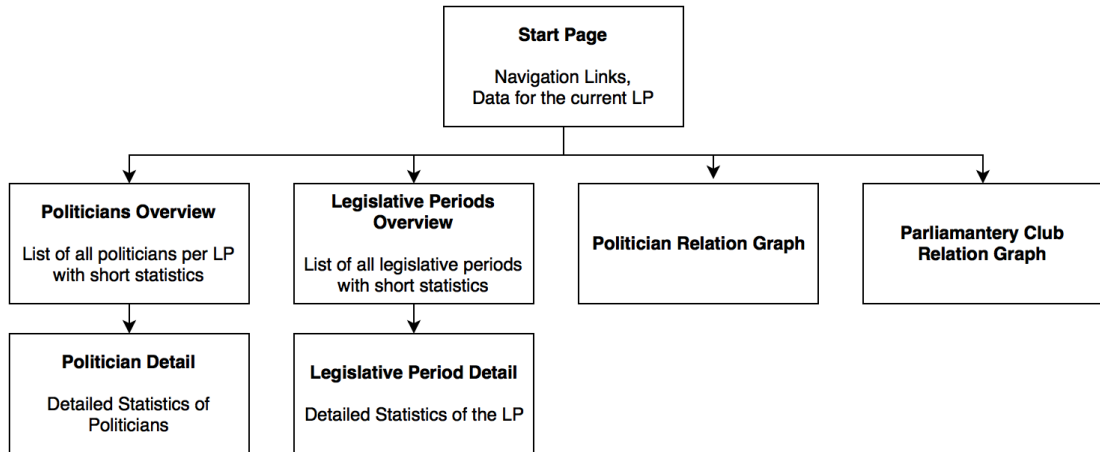 Start Page
Navigation Links,
Data for the current LP
Politicians Overview
List of all politicians per LP
with short statistics
Legislative Periods
Overview
List of all legislative periods
with short statistics
Politician Relation Graph
Parliamantery Club
Relation Graph
Politician Detail
Detailed Statistics of
Politicians
Legislative Period Detail
Detailed Statistics of the LP